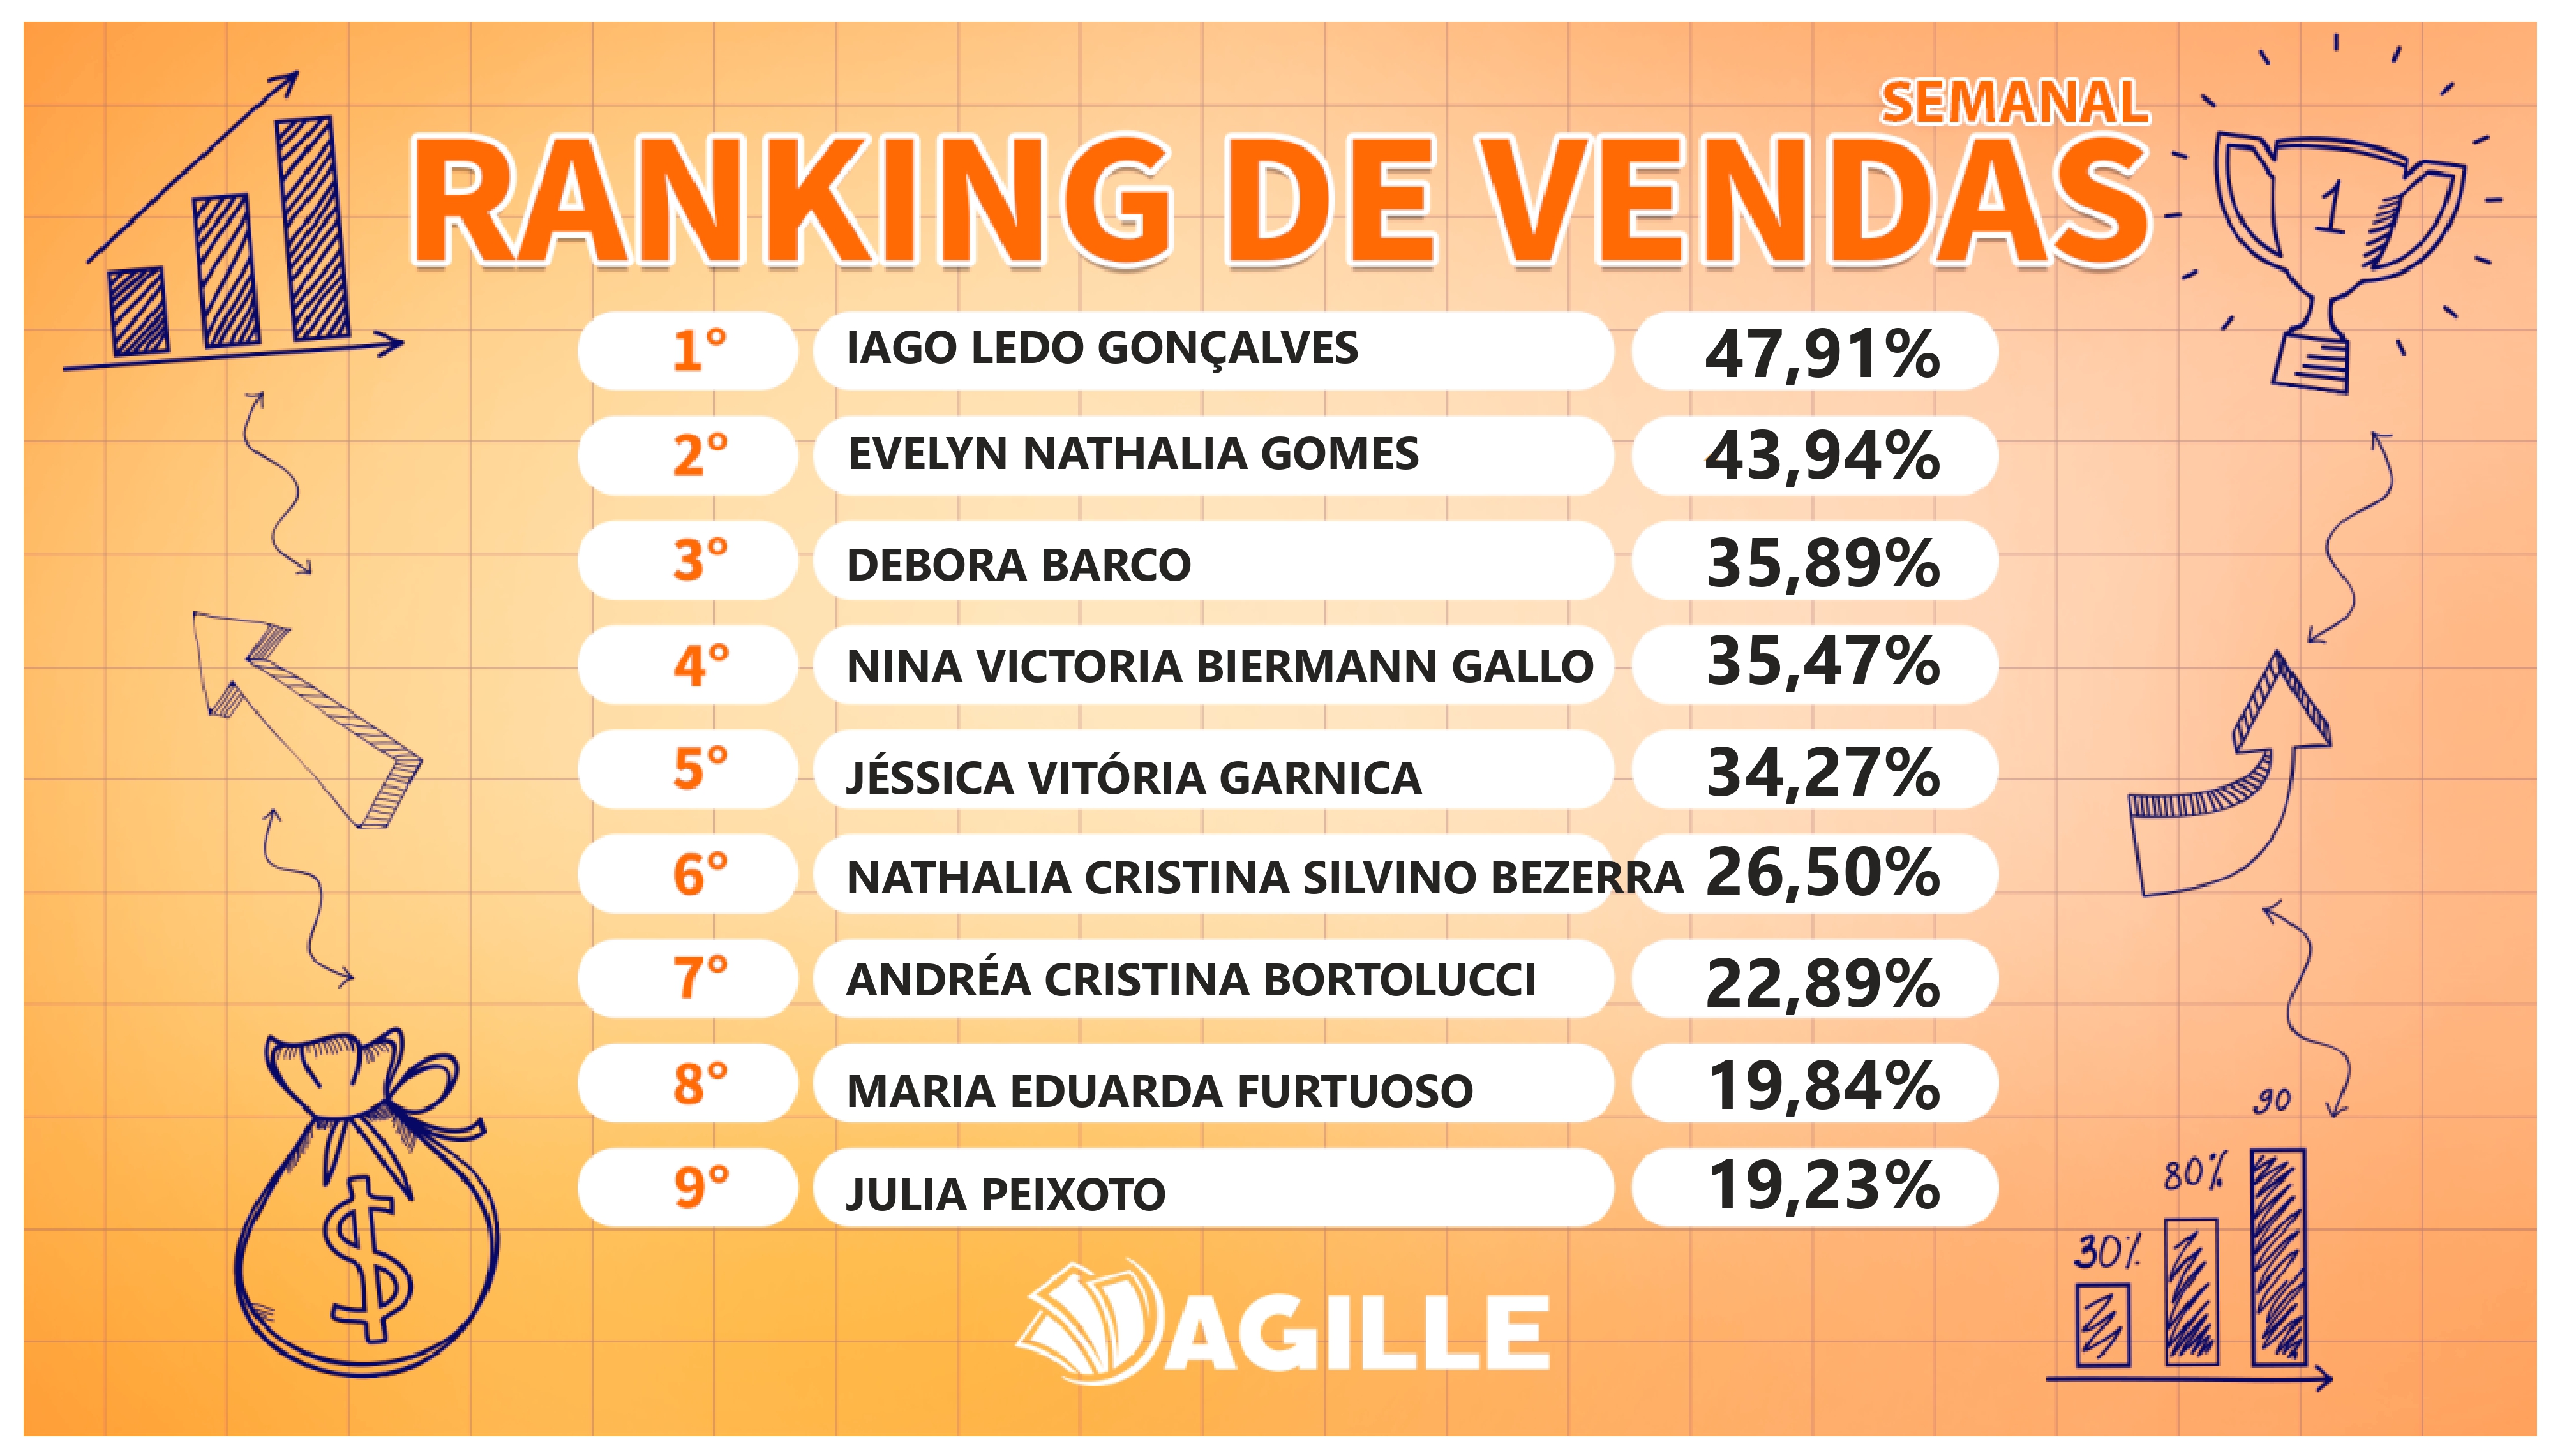 SEMANAL
RANKING DE VENDAS
1
1° IAGO LEDO GONÇALVES 47,91%
2° EVELYN NATHALIA GOMES 43,94%
3° DEBORA BARCO 35,89%
4° NINA VICTORIA BIERMANN GALLO 35,47%
5° JÉSSICA VITÓRIA GARNICA 34,27%
6° NATHALIA CRISTINA SILVINO BEZERRA 26,50%
7° ANDRÉA CRISTINA BORTOLUCCI 22,89%
8° MARIA EDUARDA FURTUOSO 19,84%
9° JULIA PEIXOTO 19,23%
90
80%
30%
$
AGILLE